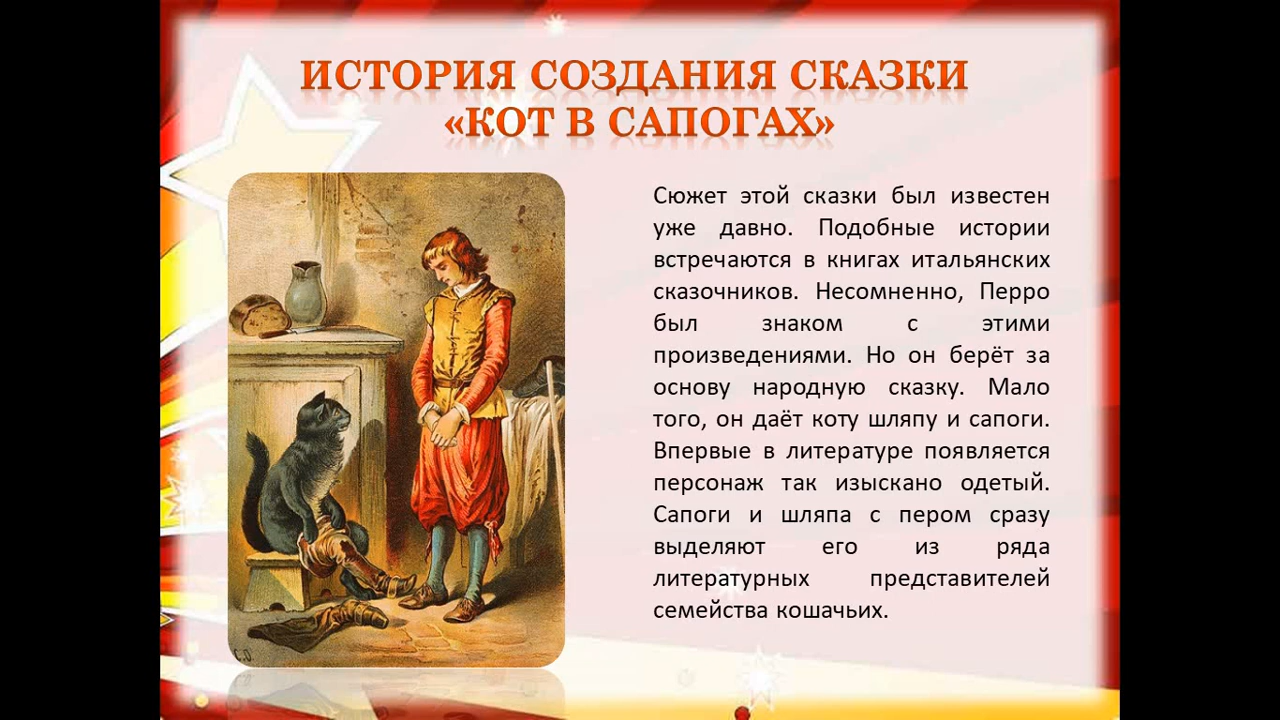 ИСТОРИЯ СОЗДАНИЯ СКАЗКИ
«КОТ В САПОГАХ»
Сюжет этой сказки был известен
уже давно. Подобные истории
встречаются в книгах итальянских
сказочников. Несомненно, Перро
был знаком с этими
произведениями. Но он берёт за
основу народную сказку. Мало
того, он даёт коту шляпу и сапоги.
Впервые в литературе появляется
персонаж так изыскано одетый.
Сапоги и шляпа с пером сразу
выделяют его из ряда
литературных представителей
семейства кошачьих.